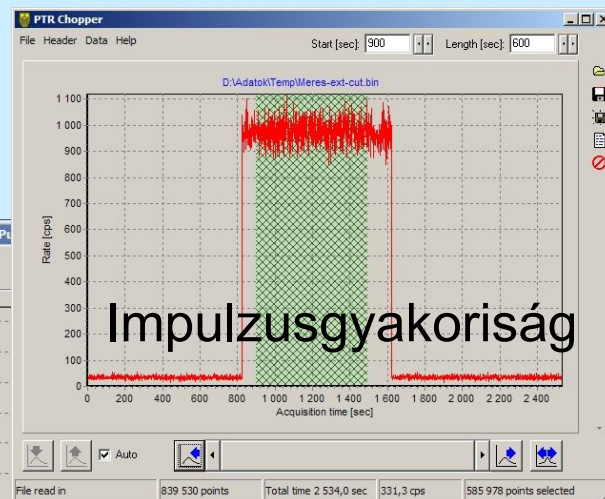 PTR Chopper
File Header Data Help Start [sec]: 900 Length [sec]: 600
D:\Adatok\Temp\Meres-ext-cut.bin
1 100
1 000
900
800
700
600
500
400
300
200
100
0
Rate [cps]
Impulzusgyakoriság
0 200 400 600 800 1 000 1 200 1 400 1 600 1 800 2 000 2 200 2 400
Acquisition time [sec]
Auto
File read in 839 530 points Total time 2 534,0 sec 331,3 cps 585 978 points selected